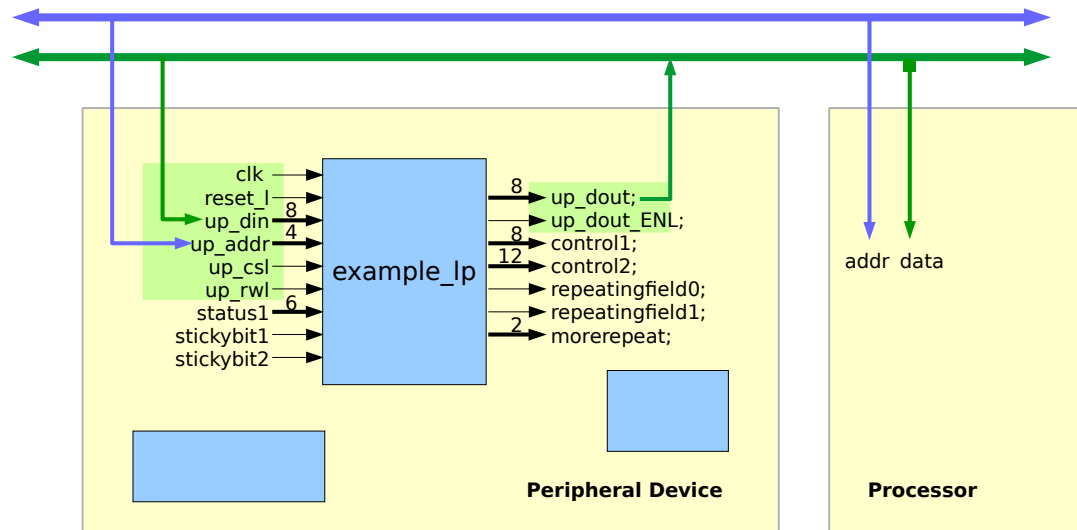 clk
reset_l
up_din 8
up_addr 4
up_csl
up_rwl
status1 6
stickybit1
stickybit2
example_lp
8 up_dout;
up_dout_ENL;
8 control1;
12 control2;
repeatingfield0;
repeatingfield1;
2 morerepeat;
Peripheral Device
addr data
Processor